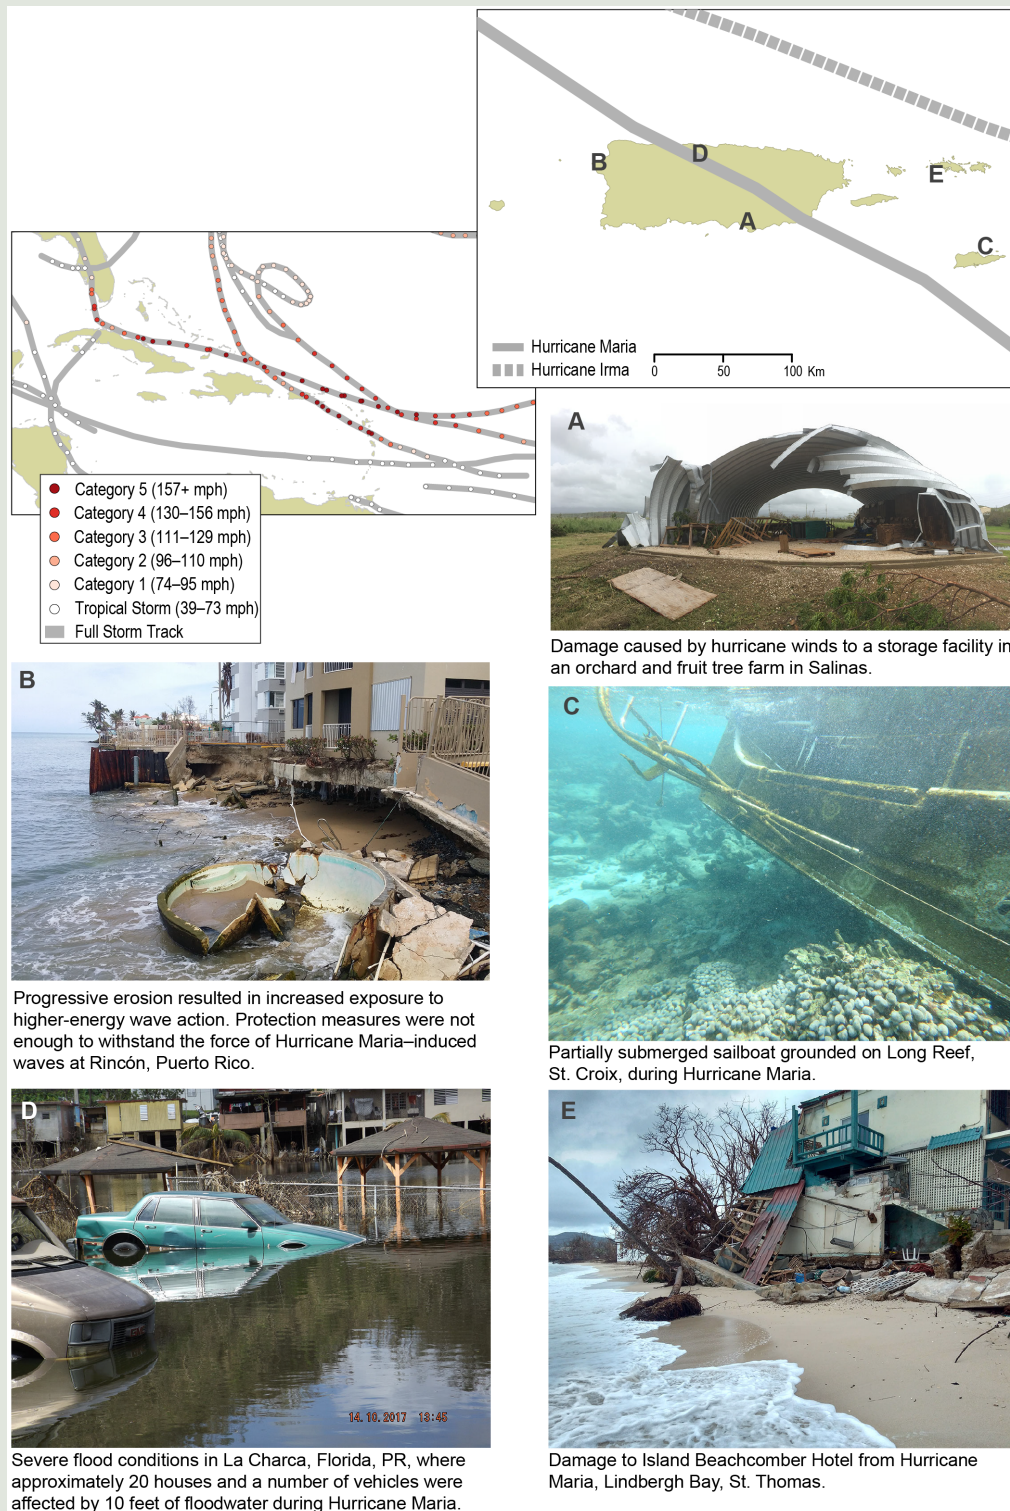 B
D
E
A
C
Hurricane Maria
Hurricane Irma
0 50 100 Km
Category 5 (157+ mph)
Category 4 (130–156 mph)
Category 3 (111–129 mph)
Category 2 (96–110 mph)
Category 1 (74–95 mph)
Tropical Storm (39–73 mph)
Full Storm Track
A
Damage caused by hurricane winds to a storage facility in
an orchard and fruit tree farm in Salinas.
B
Progressive erosion resulted in increased exposure to
higher-energy wave action. Protection measures were not
enough to withstand the force of Hurricane Maria–induced
waves at Rincón, Puerto Rico.
C
Partially submerged sailboat grounded on Long Reef,
St. Croix, during Hurricane Maria.
D
14.10.2017 13:45
Severe flood conditions in La Charca, Florida, PR, where
approximately 20 houses and a number of vehicles were
affected by 10 feet of floodwater during Hurricane Maria.
E
Damage to Island Beachcomber Hotel from Hurricane
Maria, Lindbergh Bay, St. Thomas.